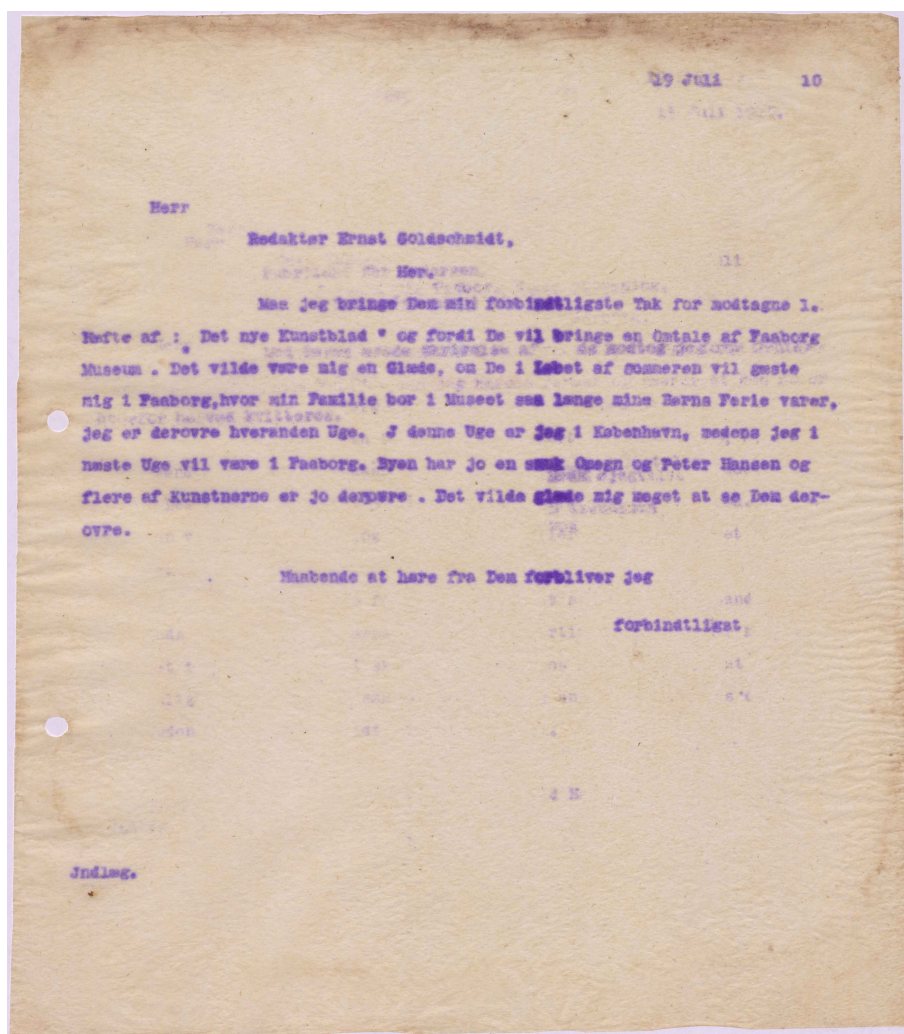 19 Juli 10
Herr
Redaktør Ernst Goldschmidt,
Her.
Maa jeg bringe Dem min forbindtligste Tak for modtagne 1.
Hæfte af : " Det nye Kunstblad " og fordi De vil bringe en Omtale af Faaborg
Museum . Det vilde være mig en Glæde, om De i Løbet af Sommeren vil gæste
mig i Faaborg,hvor min Familie bor i Museet saa længe mine Børns Ferie varer,
jeg er derovre hveranden Uge. J denne Uge er jeg i København, medens jeg i
næste Uge vil være i Faaborg. Byen har jo en smuk Omegn og Peter Hansen og
flere af Kunstnerne er jo derovre . Det vilde glæde mig meget at se Dem der-
ovre.
Haabende at høre fra Dem forbliver jeg
forbindtligst
Jndlæg.